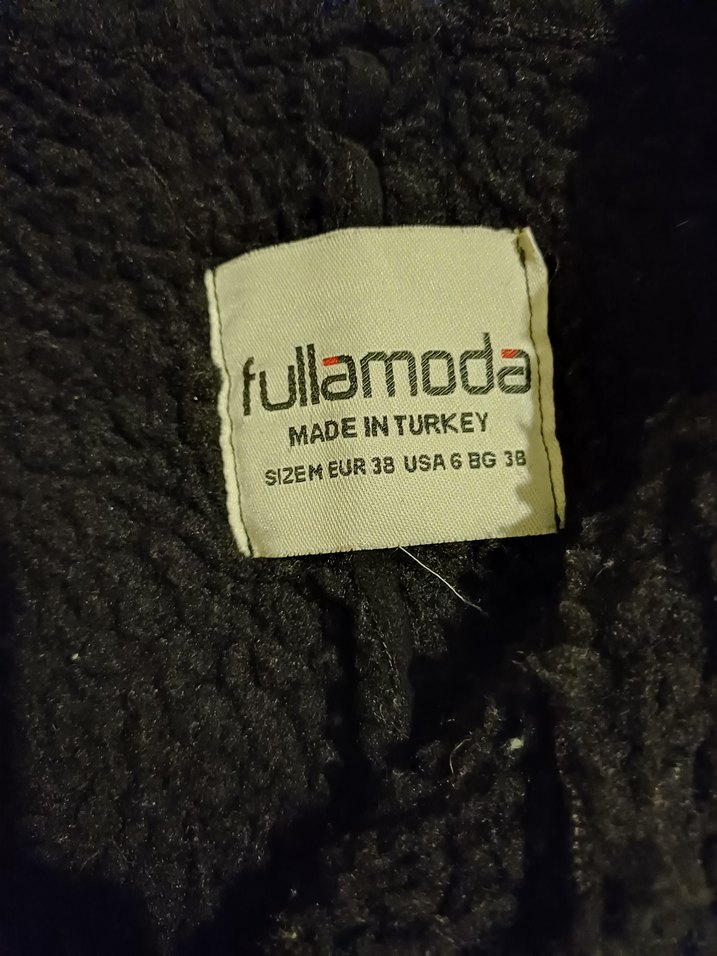 fullamoda
MADE IN TURKEY
SIZE M EUR 38 USA 6 BG 38